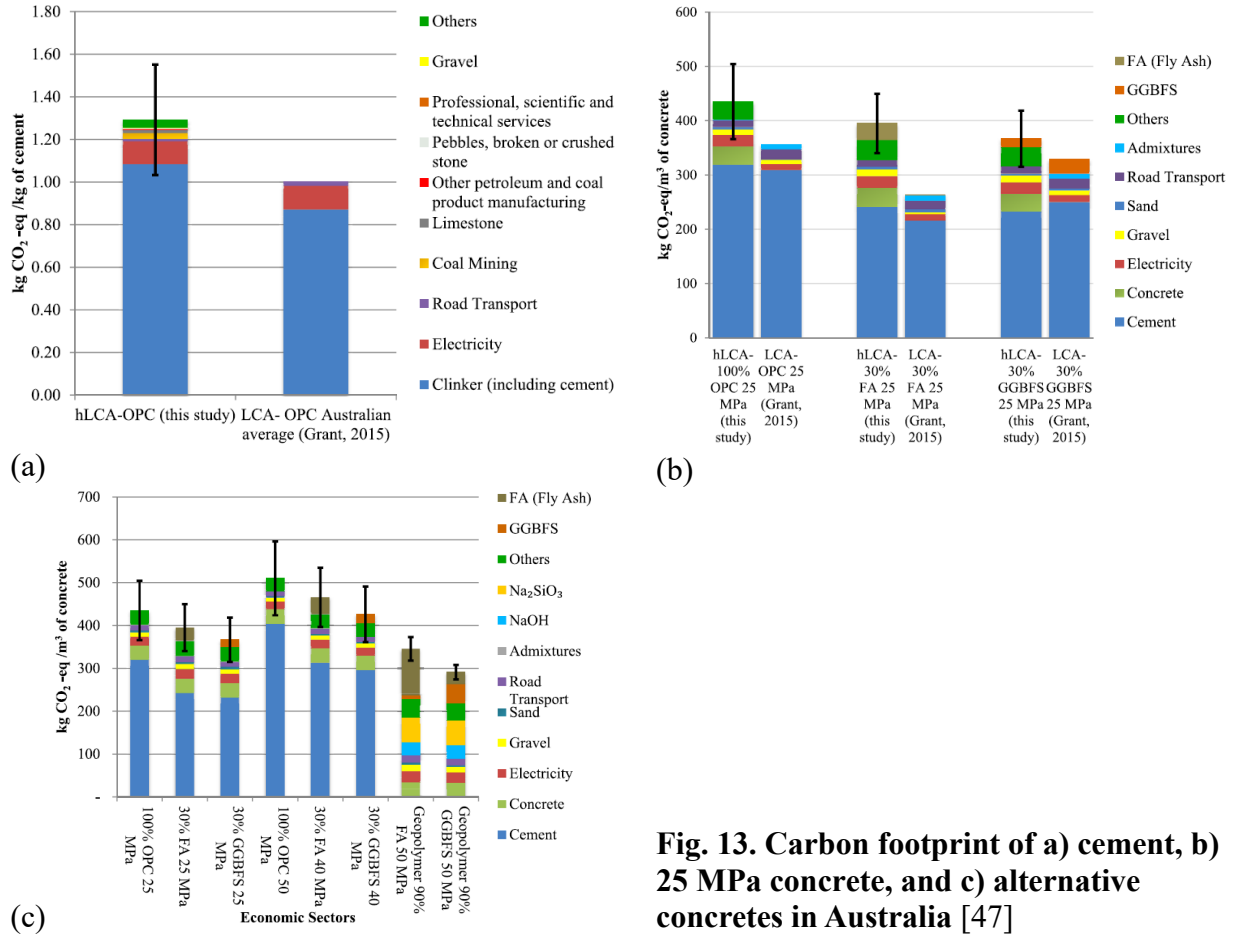 1.80
1.60
1.40
1.20
1.00
0.80
0.60
0.40
0.20
0.00
kg CO₂ -eq /kg of cement
hLCA-OPC (this study)
LCA- OPC Australian
average (Grant, 2015)
Others
Gravel
Professional, scientific and
technical services
Pebbles, broken or crushed
stone
Other petroleum and coal
product manufacturing
Limestone
Coal Mining
Road Transport
Electricity
Clinker (including cement)
(a)
600
500
400
300
200
100
0
kg CO₂-eq/m³ of concrete
hLCA-
100%
OPC 25
MPa
(this
study)
LCA-
OPC 25
MPa
(Grant,
2015)
hLCA-
30%
FA 25
MPa
(this
study)
LCA-
30%
FA 25
MPa
(Grant,
2015)
hLCA-
30%
GGBFS
25 MPa
(this
study)
LCA-
30%
GGBFS
25 MPa
(Grant,
2015)
FA (Fly Ash)
GGBFS
Others
Admixtures
Road Transport
Sand
Gravel
Electricity
Concrete
Cement
(b)
700
600
500
400
300
200
100
-
kg CO₂ -eq /m³ of concrete
100% OPC 25
MPa
30% FA 25 MPa
30% GGBFS 25
MPa
100% OPC 50
MPa
30% FA 40 MPa
30% GGBFS 40
MPa
Geopolymer 90%
FA 50 MPa
Geopolymer 90%
GGBFS 50 MPa
Economic Sectors
FA (Fly Ash)
GGBFS
Others
Na₂SiO₃
NaOH
Admixtures
Road
Transport
Sand
Gravel
Electricity
Concrete
Cement
(c)
Fig. 13. Carbon footprint of a) cement, b)
25 MPa concrete, and c) alternative
concretes in Australia [47]